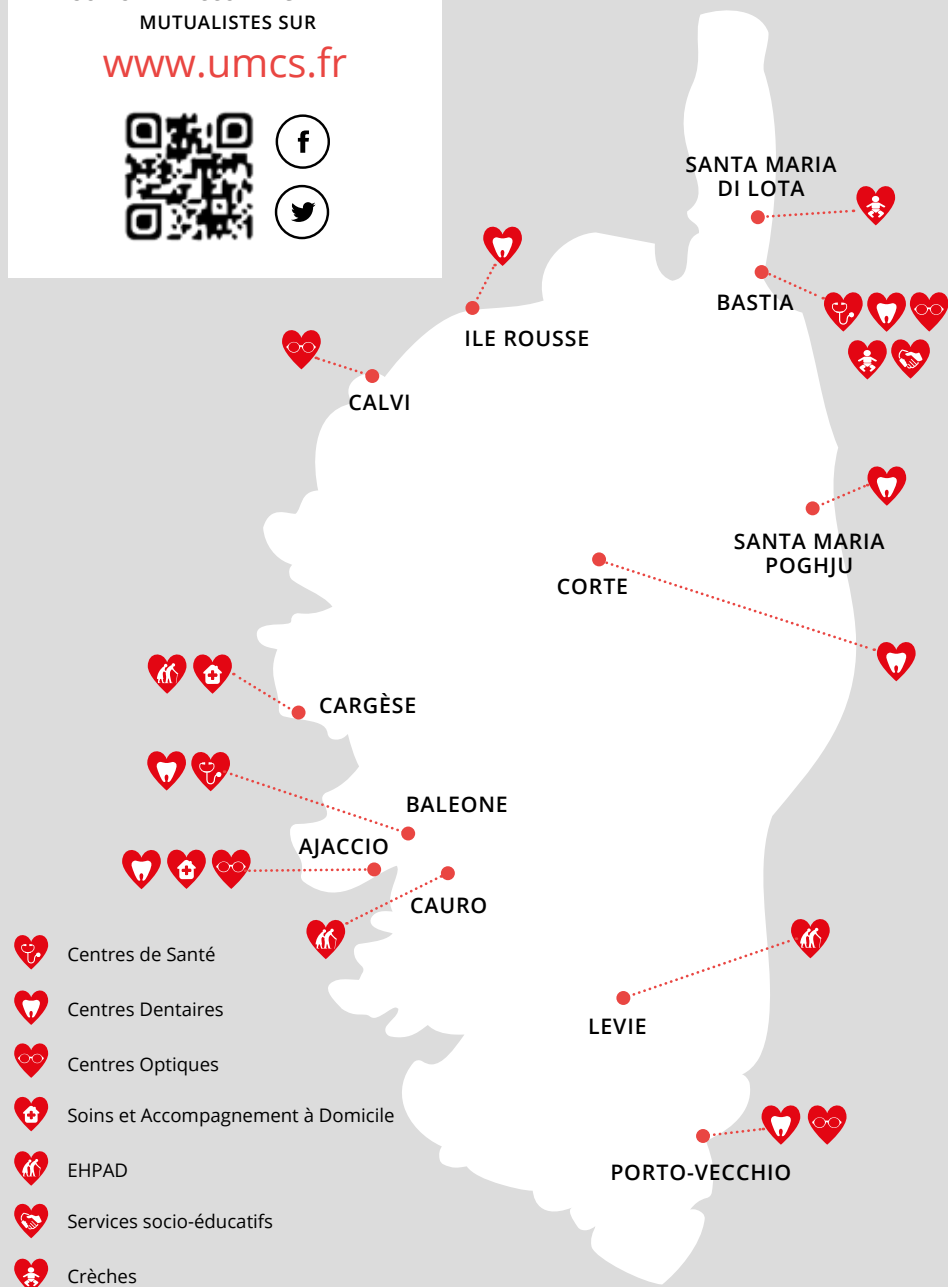 MUTUALISTES SUR
www.umcs.fr
SANTA MARIA
DI LOTA
BASTIA
ILE ROUSSE
CALVI
SANTA MARIA
POGHJU
CORTE
CARGÈSE
BALEONE
AJACCIO
CAURO
LEVIE
PORTO-VECCHIO
Centres de Santé
Centres Dentaires
Centres Optiques
Soins et Accompagnement à Domicile
EHPAD
Services socio-éducatifs
Crèches